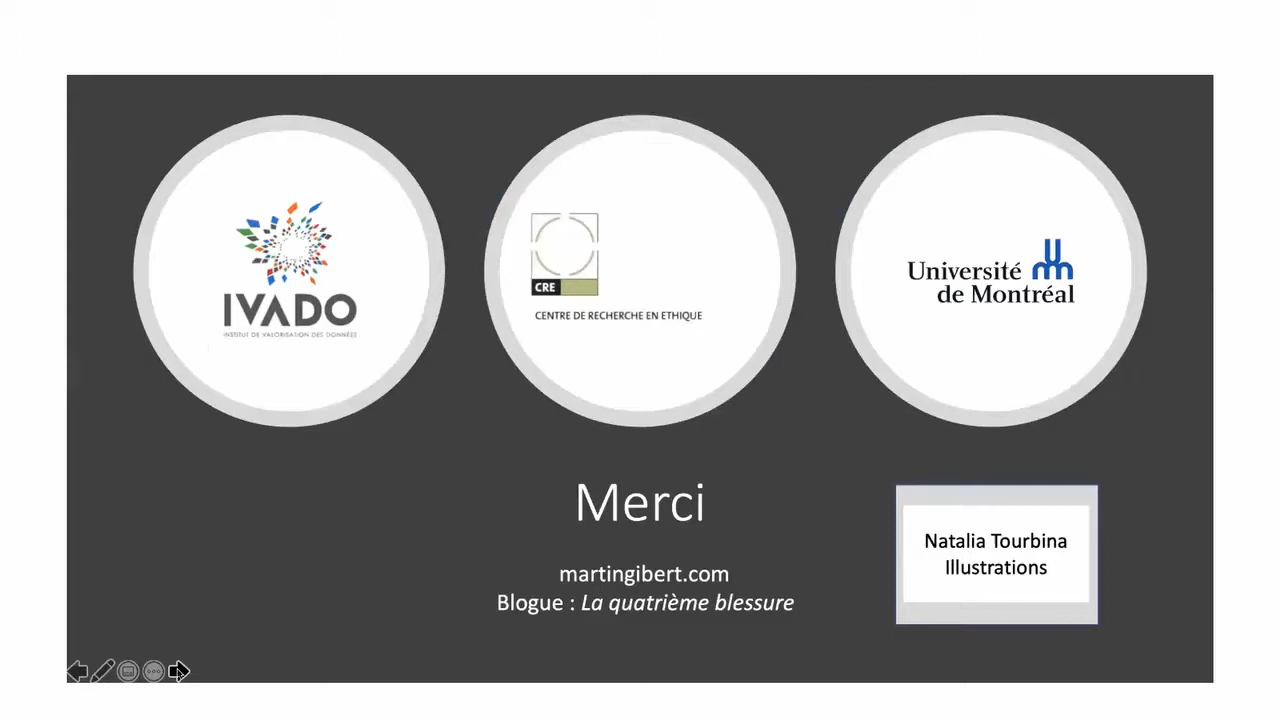 IVADO
INSTITUT DE VALORISATION DES DONNÉES
CRE
CENTRE DE RECHERCHE EN ETHIQUE
Université
de Montréal
Merci
martingibert.com
Blogue : La quatrième blessure
Natalia Tourbina
Illustrations